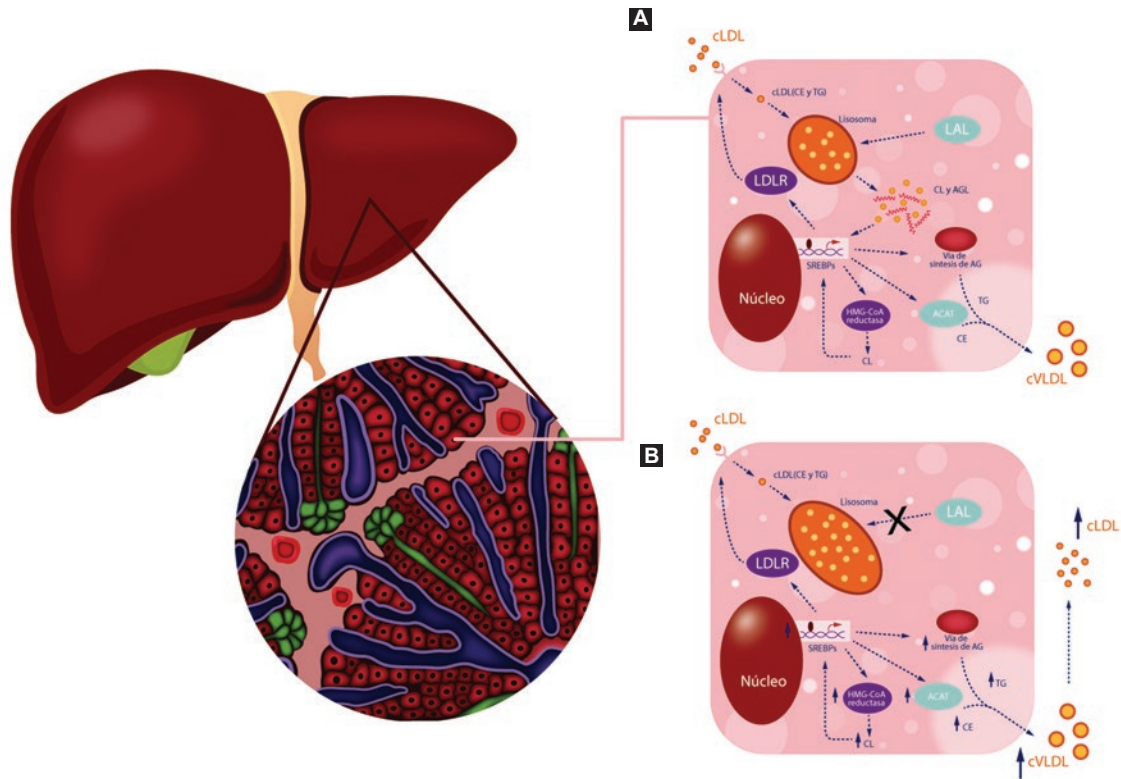 A
cLDL
cLDL(CE y TG)
Lisosoma
LAL
LDLR
CL y AGL
SREBPs
Vía de
síntesis de AG
Núcleo
HMG-CoA
reductasa
ACAT
TG
CE
CL
cVLDL
B
cLDL
cLDL(CE y TG)
Lisosoma
X
LAL
cLDL
LDLR
SREBPs
Vía de
síntesis de AG
Núcleo
HMG-CoA
reductasa
ACAT
TG
CE
CL
cVLDL